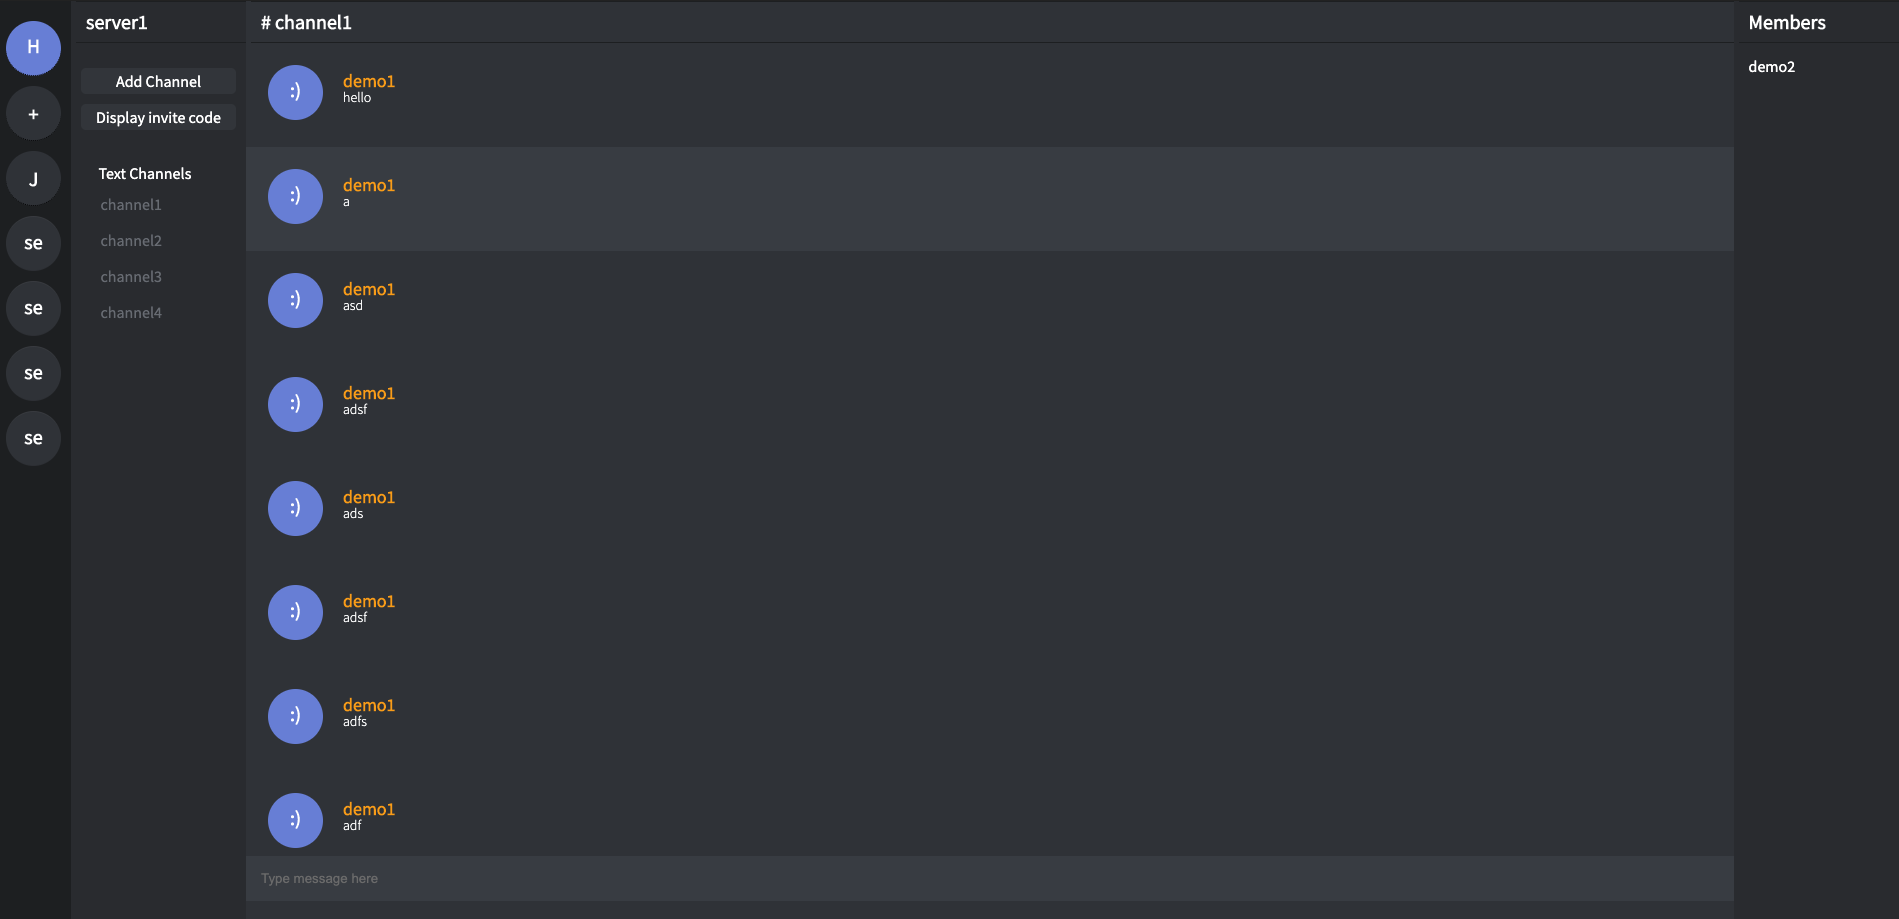 H
+
J
se
se
se
se
server1
Add Channel
Display invite code
Text Channels
channel1
channel2
channel3
channel4
# channel1
:)
demo1
hello
:)
demo1
a
:)
demo1
asd
:)
demo1
adsf
:)
demo1
ads
:)
demo1
adsf
:)
demo1
adfs
:)
demo1
adf
Type message here
Members
demo2